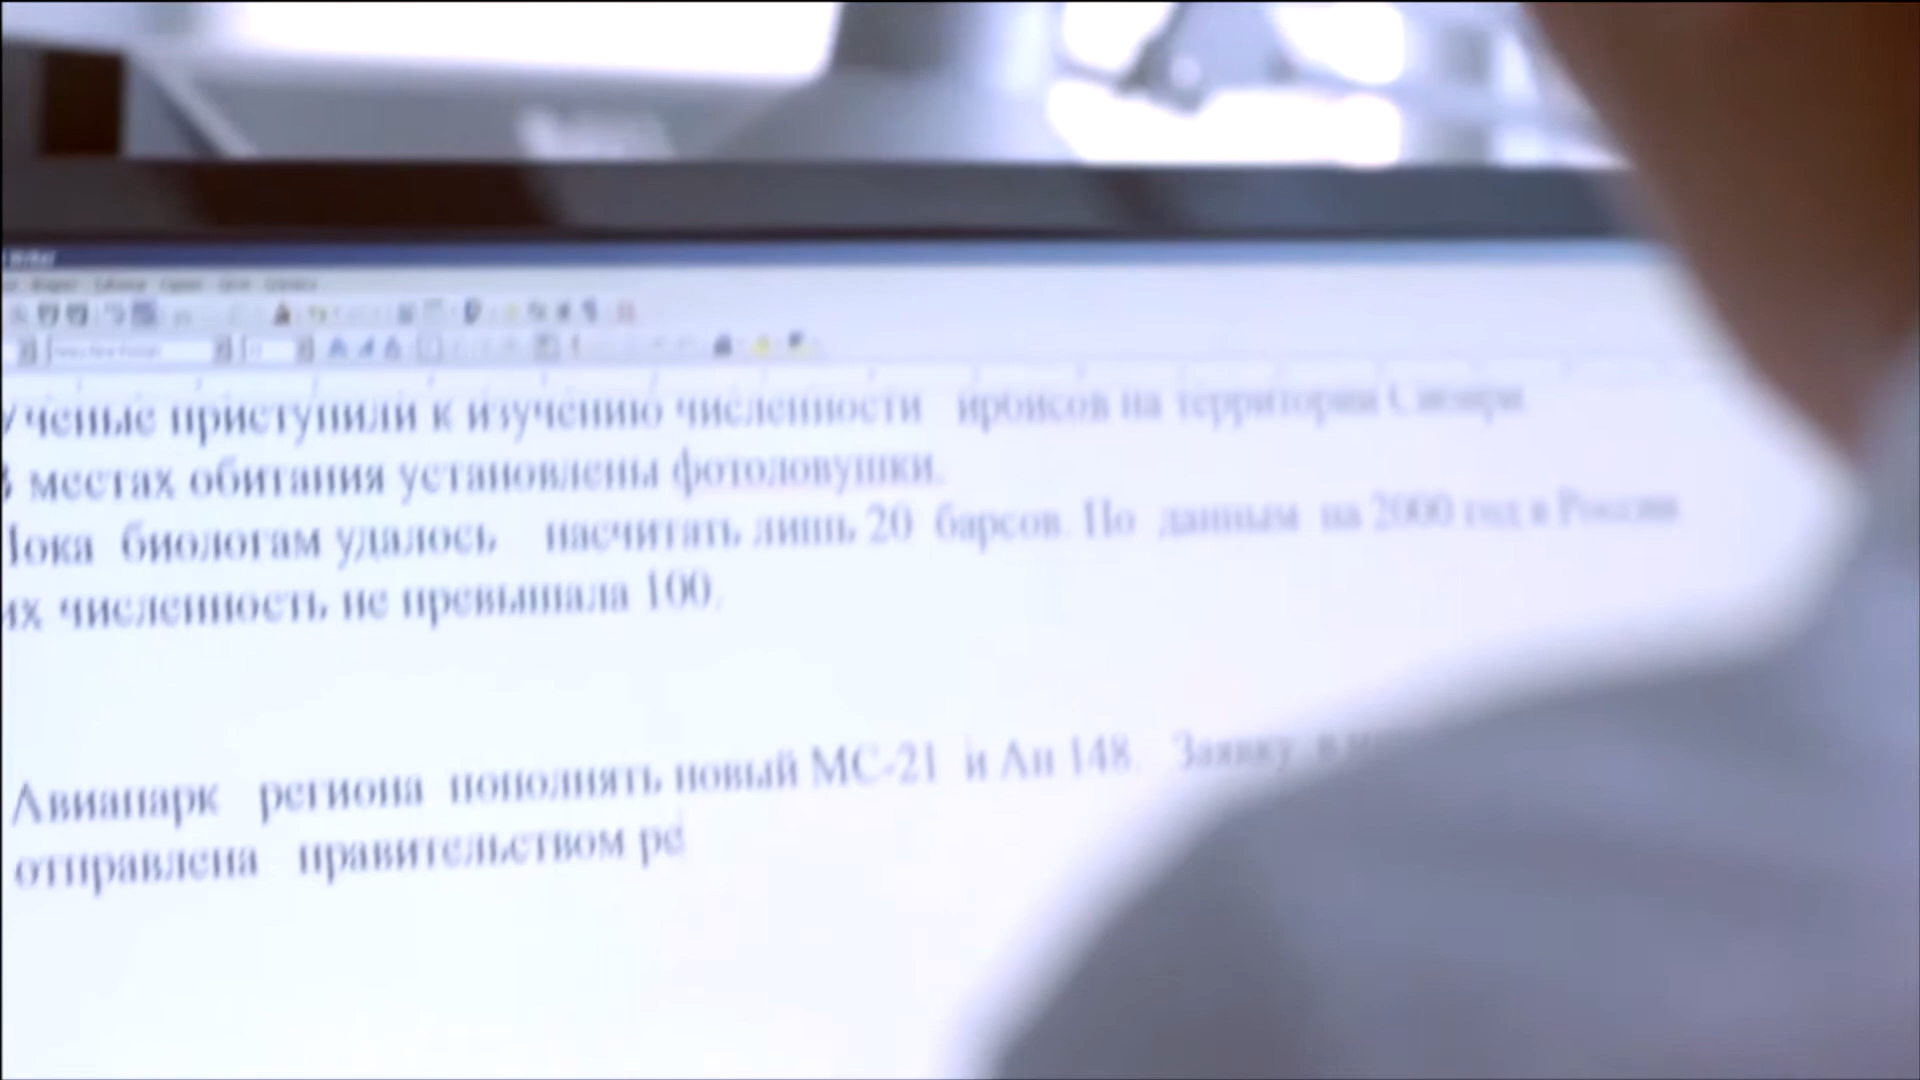 Ученые приступили к изучению численности ирбисов на территории Сибири.
В местах обитания установлены фотоловушки.
Пока биологам удалось насчитать лишь 20 барсов. По данным на 2000 год в России
их численность не превышала 100.
Авиапарк региона пополнять новый МС-21 и Ан 148. Заявку
отправлена правительством ре